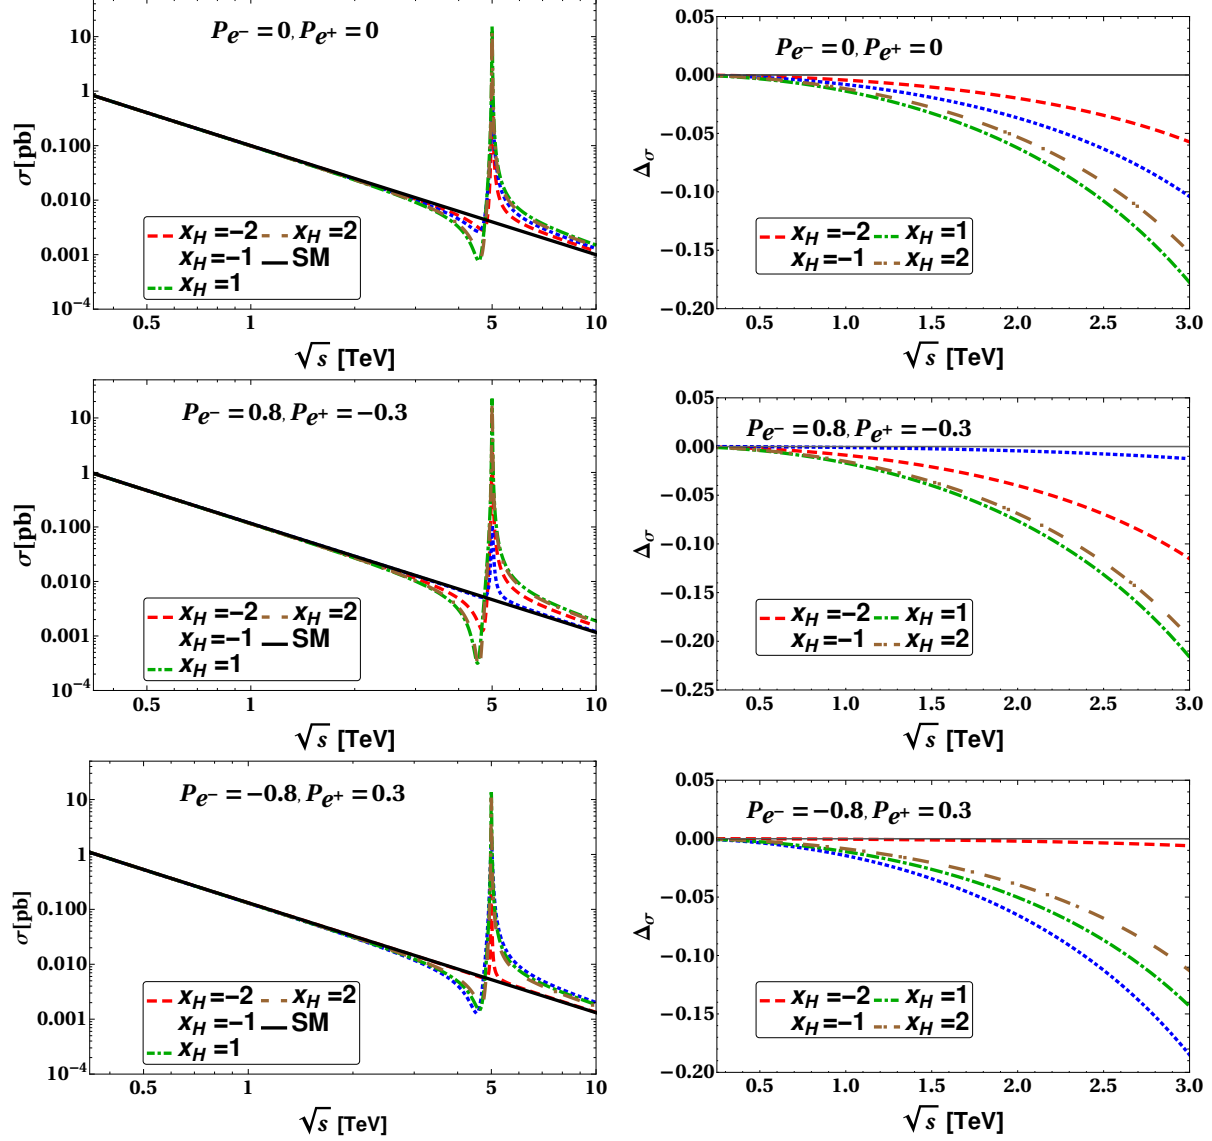 P_{e^-} = 0, P_{e^+} = 0
σ[pb]
10
1
0.100
0.010
0.001
10^{-4}
x_H = -2 x_H = 2
x_H = -1 SM
x_H = 1
0.5 1 5 10
√s [TeV]
P_{e^-} = 0, P_{e^+} = 0
Δ_σ
0.05
0.00
-0.05
-0.10
-0.15
-0.20
x_H = -2 x_H = 1
x_H = -1 x_H = 2
0.5 1.0 1.5 2.0 2.5 3.0
√s [TeV]
P_{e^-} = 0.8, P_{e^+} = -0.3
σ[pb]
10
1
0.100
0.010
0.001
10^{-4}
x_H = -2 x_H = 2
x_H = -1 SM
x_H = 1
0.5 1 5 10
√s [TeV]
P_{e^-} = 0.8, P_{e^+} = -0.3
Δ_σ
0.05
0.00
-0.05
-0.10
-0.15
-0.20
-0.25
x_H = -2 x_H = 1
x_H = -1 x_H = 2
0.5 1.0 1.5 2.0 2.5 3.0
√s [TeV]
P_{e^-} = -0.8, P_{e^+} = 0.3
σ[pb]
10
1
0.100
0.010
0.001
10^{-4}
x_H = -2 x_H = 2
x_H = -1 SM
x_H = 1
0.5 1 5 10
√s [TeV]
P_{e^-} = -0.8, P_{e^+} = 0.3
Δ_σ
0.05
0.00
-0.05
-0.10
-0.15
-0.20
x_H = -2 x_H = 1
x_H = -1 x_H = 2
0.5 1.0 1.5 2.0 2.5 3.0
√s [TeV]